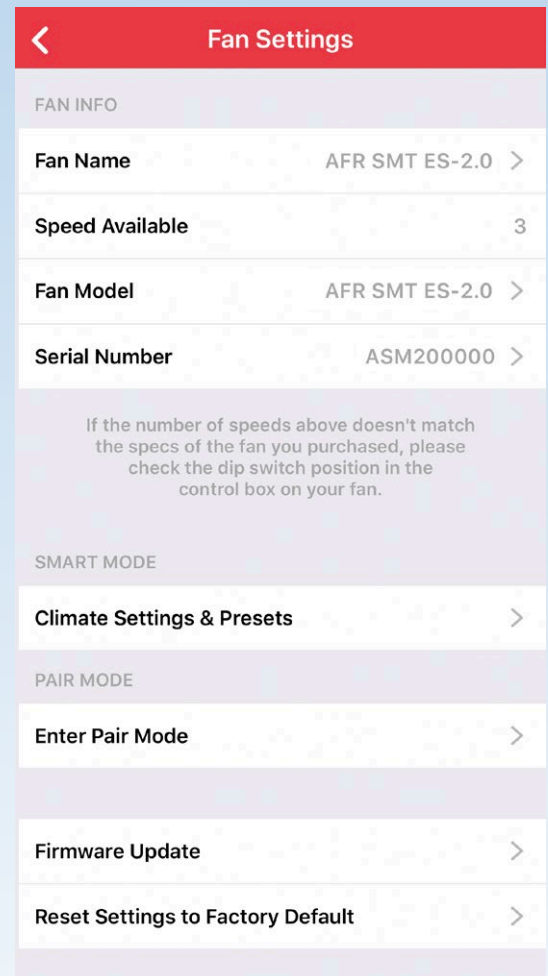 Fan Settings
FAN INFO
Fan Name AFR SMT ES-2.0
Speed Available 3
Fan Model AFR SMT ES-2.0
Serial Number ASM200000
If the number of speeds above doesn't match
the specs of the fan you purchased, please
check the dip switch position in the
control box on your fan.
SMART MODE
Climate Settings & Presets
PAIR MODE
Enter Pair Mode
Firmware Update
Reset Settings to Factory Default